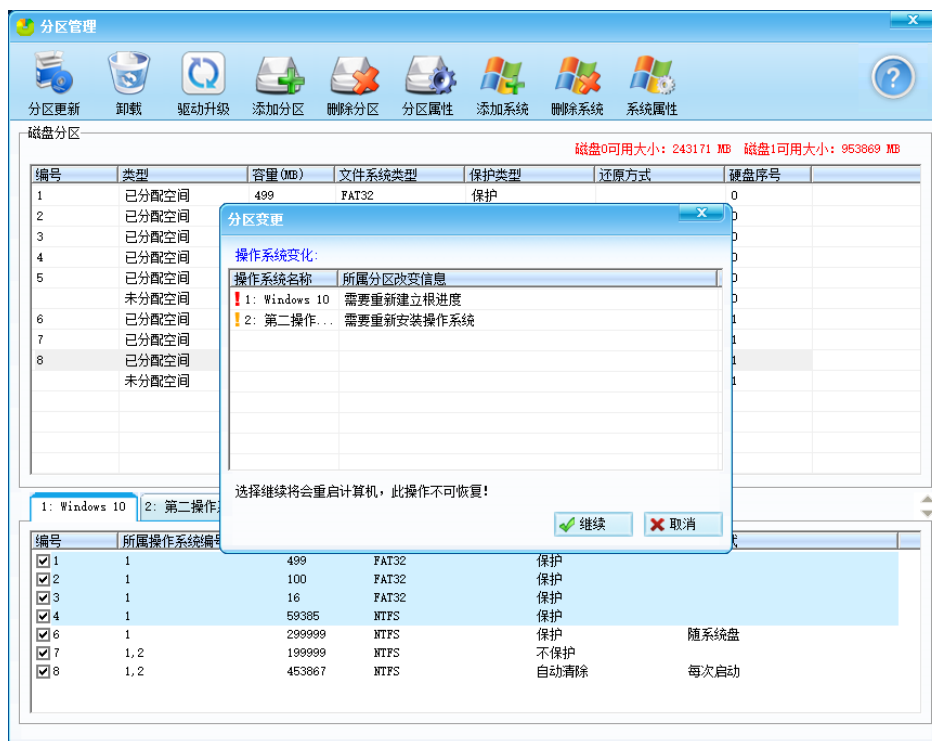 分区管理
分区更新 卸载 驱动升级 添加分区 删除分区 分区属性 添加系统 删除系统 系统属性
磁盘分区
磁盘0可用大小: 243171 MB 磁盘1可用大小: 953869 MB
编号 类型 容量(MB) 文件系统类型 保护类型 还原方式 硬盘序号
1 已分配空间 499 FAT32 保护 0
2 已分配空间 0
3 已分配空间 0
4 已分配空间 0
5 已分配空间 0
未分配空间 0
6 已分配空间 1
7 已分配空间 1
8 已分配空间 1
未分配空间 1
分区变更
操作系统变化:
操作系统名称 所属分区改变信息
1: Windows 10 需要重新建立根进度
2: 第二操作... 需要重新安装操作系统
选择继续将会重启计算机，此操作不可恢复!
继续 取消
1: Windows 10 2: 第二操作
编号 所属操作系统编号
1 1 499 FAT32 保护
2 1 100 FAT32 保护
3 1 16 FAT32 保护
4 1 59385 NTFS 保护
6 1 299999 NTFS 保护 随系统盘
7 1,2 199999 NTFS 不保护
8 1,2 453867 NTFS 自动清除 每次启动